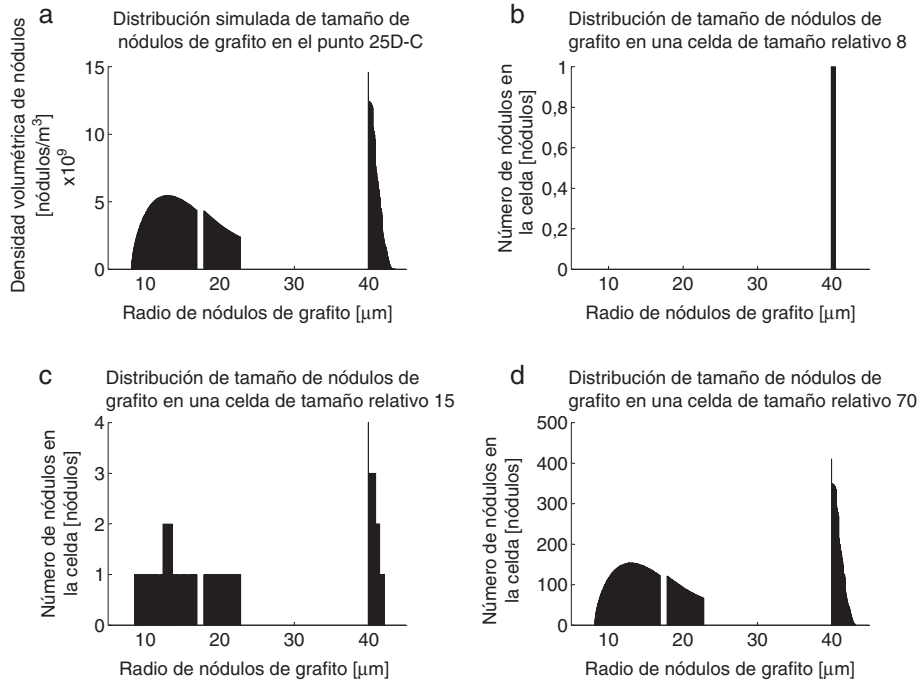 a
Distribución simulada de tamaño de
nódulos de grafito en el punto 25D-C
Densidad volumétrica de nódulos
[nódulos/m³]
x10⁹
15
10
5
0
10
20
30
40
Radio de nódulos de grafito [μm]
b
Distribución de tamaño de nódulos de
grafito en una celda de tamaño relativo 8
Número de nódulos en
la celda [nódulos]
1
0,8
0,6
0,4
0,2
0
10
20
30
40
Radio de nódulos de grafito [μm]
c
Distribución de tamaño de nódulos de
grafito en una celda de tamaño relativo 15
Número de nódulos en
la celda [nódulos]
4
3
2
1
0
10
20
30
40
Radio de nódulos de grafito [μm]
d
Distribución de tamaño de nódulos de
grafito en una celda de tamaño relativo 70
Número de nódulos en
la celda [nódulos]
500
400
300
200
100
0
10
20
30
40
Radio de nódulos de grafito [μm]